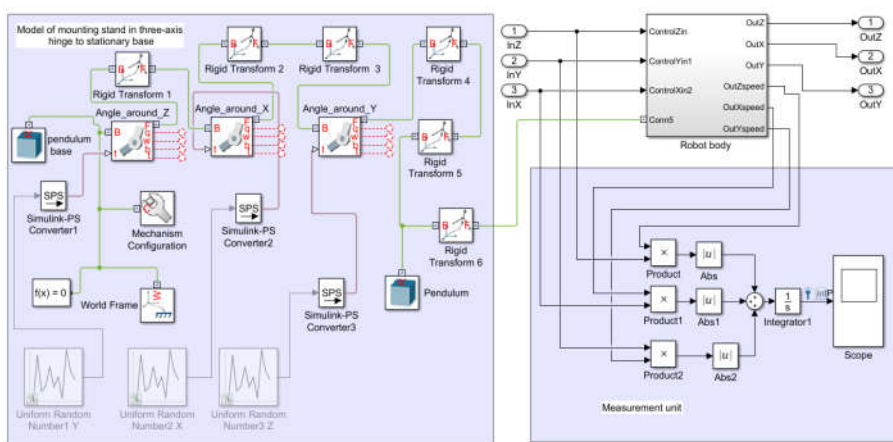 Model of mounting stand in three-axis
hinge to stationary base
Rigid Transform 1
Rigid Transform 2
Rigid Transform 3
Rigid
Transform 4
Angle_around_Z
Angle_around_X
Angle_around_Y
B
F
B
F
B
F
B
F
B
t
B
t
B
t
pendulum
base
Rigid
Transform 5
Rigid
Transform 6
SPS
Simulink-PS
Converter1
SPS
Simulink-PS
Converter2
SPS
Simulink-PS
Converter3
Mechanism
Configuration
f(x) = 0
W
World Frame
Pendulum
Uniform Random
Number1 Y
Uniform Random
Number2 X
Uniform Random
Number3 Z
1
InZ
2
InY
3
InX
ControlZin
ControlYin1
ControlXin2
Conn5
OutZ
OutX
OutY
OutZspeed
OutXspeed
OutYspeed
Robot body
1
OutZ
2
OutX
3
OutY
×
Product
|u|
Abs
×
Product1
|u|
Abs1
×
Product2
|u|
Abs2
1
s
Integrator1
intP
Scope
Measurement unit